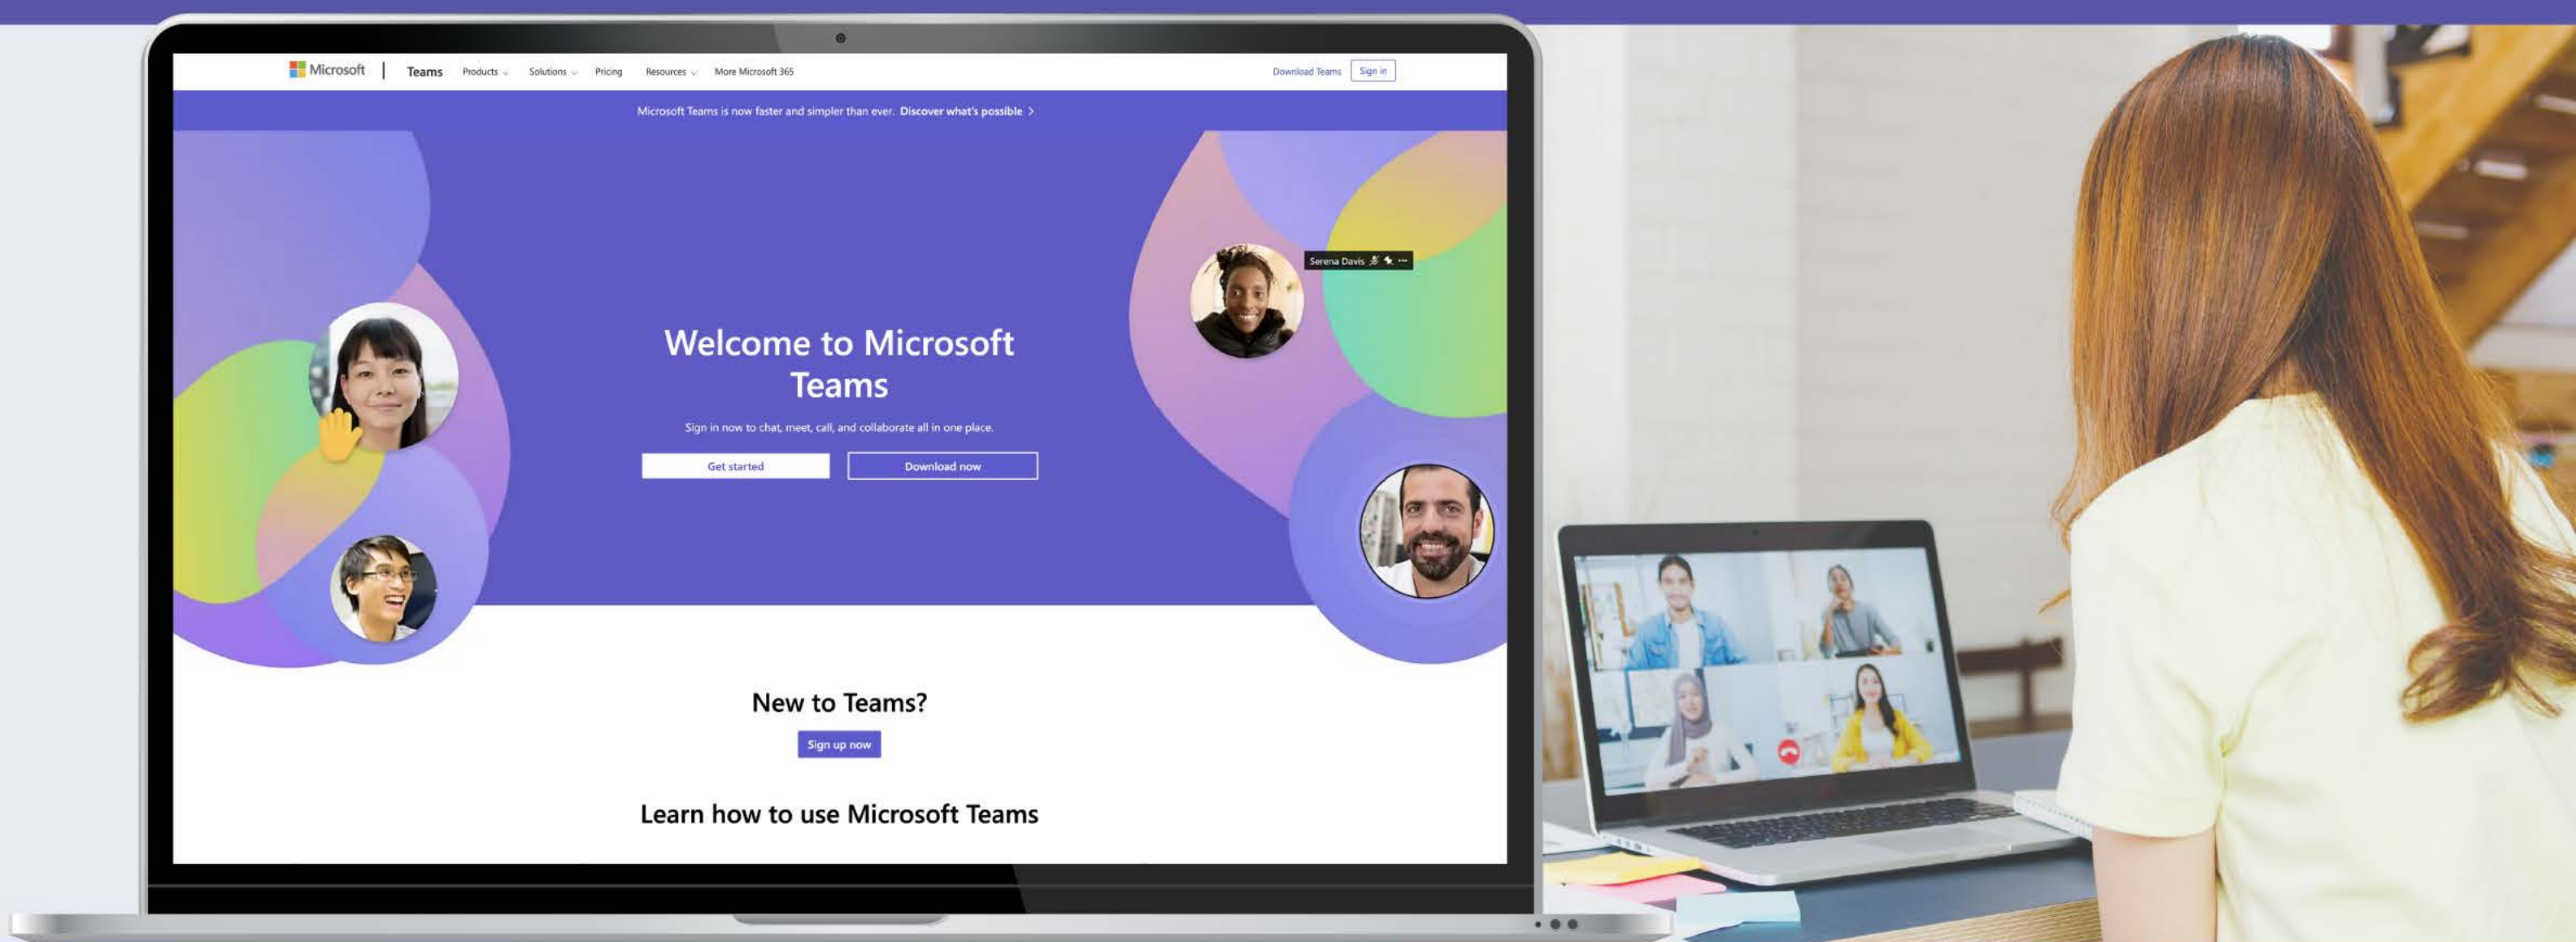 Microsoft Teams Products Solutions Pricing Resources More Microsoft 365 Download Teams Sign in
Microsoft Teams is now faster and simpler than ever. Discover what's possible >
Serena Davis
Welcome to Microsoft
Teams
Sign in now to chat, meet, call, and collaborate all in one place.
Get started Download now
New to Teams?
Sign up now
Learn how to use Microsoft Teams